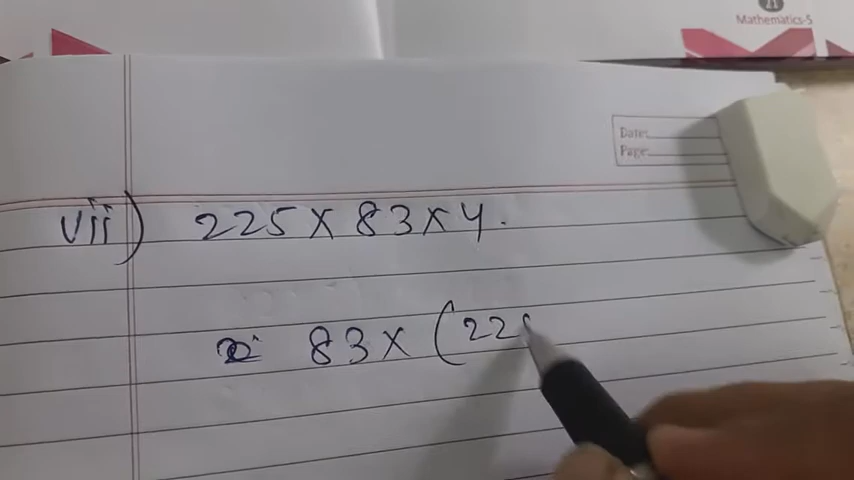 Mathematics-5
Date:
Page:
vii) 225 x 83 x 4.
83 x (22